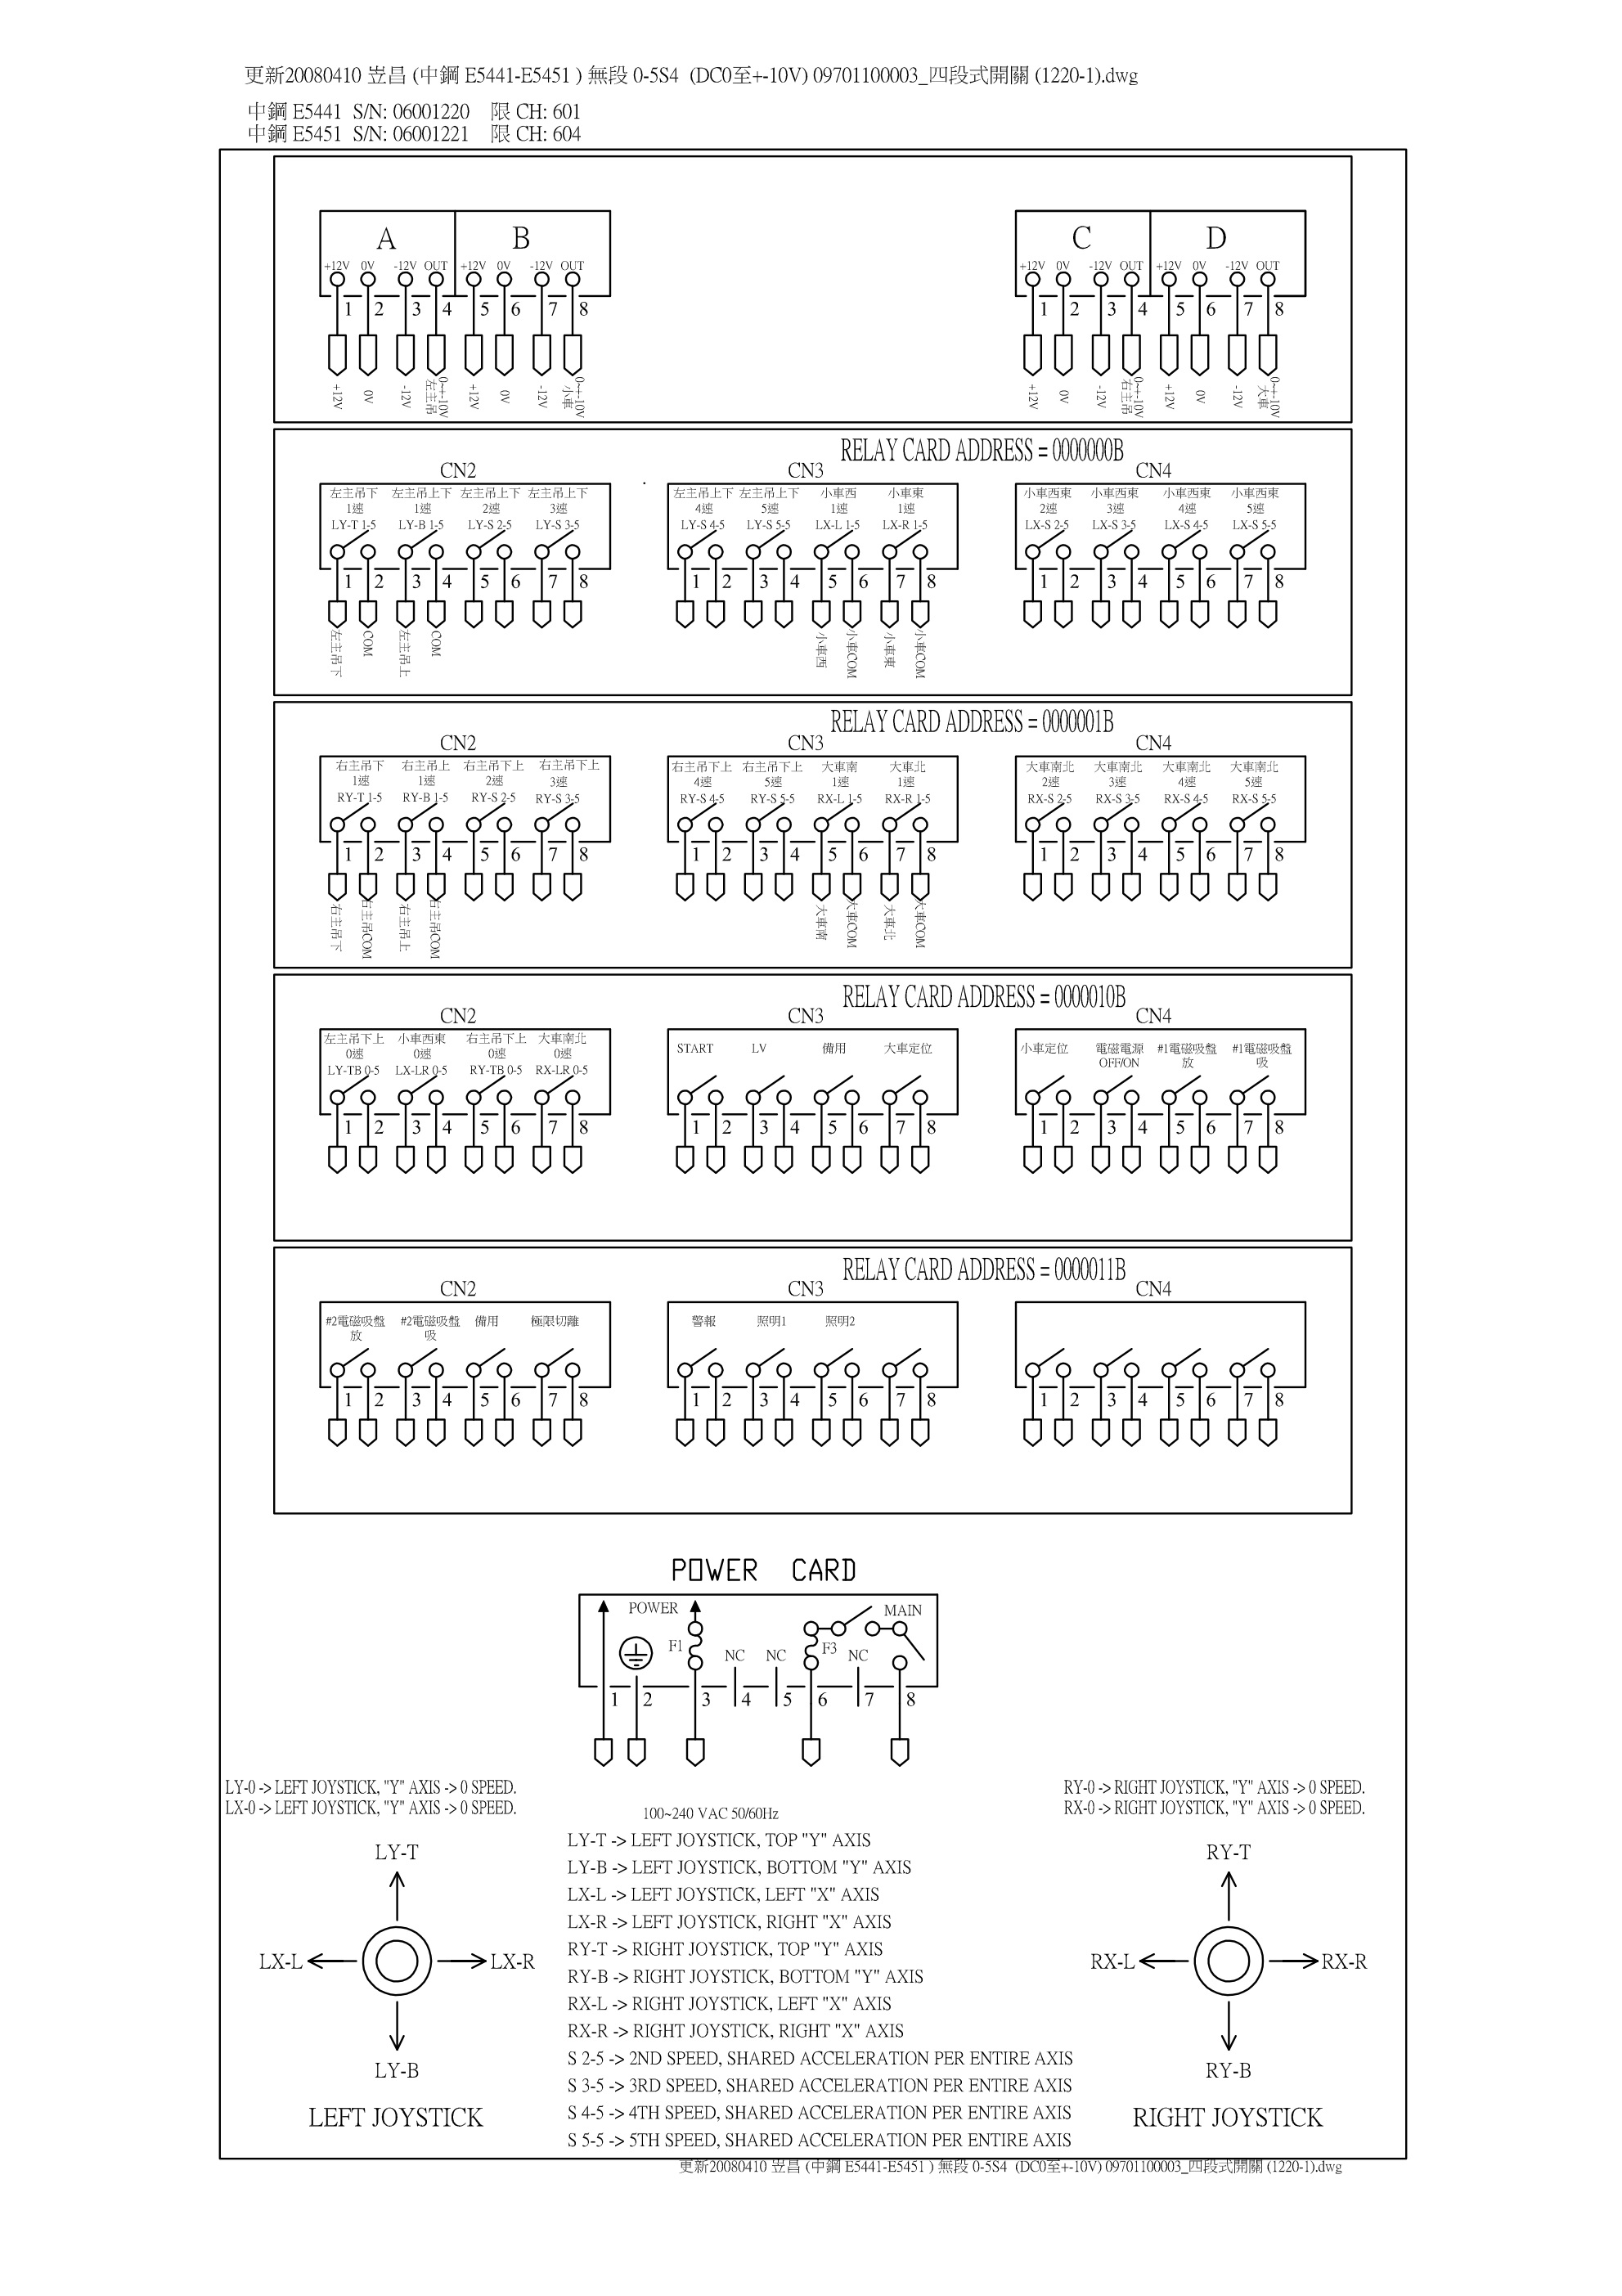 更新20080410 岦昌 (中鋼 E5441-E5451 ) 無段 0-5S4 (DC0至+-10V) 09701100003_四段式開關 (1220-1).dwg
中鋼 E5441 S/N: 06001220 限 CH: 601
中鋼 E5451 S/N: 06001221 限 CH: 604
A B C D
+12V 0V -12V OUT +12V 0V -12V OUT +12V 0V -12V OUT +12V 0V -12V OUT
1 2 3 4 5 6 7 8 1 2 3 4 5 6 7 8
+12V 0V -12V 左主吊 0~+-10V +12V 0V -12V 小車 0~+-10V +12V 0V -12V 右主吊 0~+-10V +12V 0V -12V 大車 0~+-10V
RELAY CARD ADDRESS = 0000000B
CN2 CN3 CN4
左主吊下 左主吊上下 左主吊上下 左主吊上下 左主吊上下 左主吊上下 小車西 小車東 小車西東 小車西東 小車西東 小車西東
1速 1速 2速 3速 4速 5速 1速 1速 2速 3速 4速 5速
LY-T 1-5 LY-B 1-5 LY-S 2-5 LY-S 3-5 LY-S 4-5 LY-S 5-5 LX-L 1-5 LX-R 1-5 LX-S 2-5 LX-S 3-5 LX-S 4-5 LX-S 5-5
1 2 3 4 5 6 7 8 1 2 3 4 5 6 7 8 1 2 3 4 5 6 7 8
左主吊下 COM 左主吊上 COM 小車西 小車COM 小車東 小車COM
RELAY CARD ADDRESS = 0000001B
CN2 CN3 CN4
右主吊下 右主吊上 右主吊下上 右主吊下上 右主吊下上 右主吊下上 大車南 大車北 大車南北 大車南北 大車南北 大車南北
1速 1速 2速 3速 4速 5速 1速 1速 2速 3速 4速 5速
RY-T 1-5 RY-B 1-5 RY-S 2-5 RY-S 3-5 RY-S 4-5 RY-S 5-5 RX-L 1-5 RX-R 1-5 RX-S 2-5 RX-S 3-5 RX-S 4-5 RX-S 5-5
1 2 3 4 5 6 7 8 1 2 3 4 5 6 7 8 1 2 3 4 5 6 7 8
右主吊下 右主吊COM 右主吊上 右主吊COM 大車南 大車COM 大車北 大車COM
RELAY CARD ADDRESS = 0000010B
CN2 CN3 CN4
左主吊下上 小車西東 右主吊下上 大車南北 START LV 備用 大車定位 小車定位 電磁電源 #1電磁吸盤 #1電磁吸盤
0速 0速 0速 0速 OFF/ON 放 吸
LY-TB 0-5 LX-LR 0-5 RY-TB 0-5 RX-LR 0-5
1 2 3 4 5 6 7 8 1 2 3 4 5 6 7 8 1 2 3 4 5 6 7 8
RELAY CARD ADDRESS = 0000011B
CN2 CN3 CN4
#2電磁吸盤 #2電磁吸盤 備用 極限切離 警報 照明1 照明2
放 吸
1 2 3 4 5 6 7 8 1 2 3 4 5 6 7 8 1 2 3 4 5 6 7 8
POWER CARD
POWER MAIN
F1 NC NC F3 NC
1 2 3 4 5 6 7 8
LY-0 -> LEFT JOYSTICK, "Y" AXIS -> 0 SPEED.
LX-0 -> LEFT JOYSTICK, "Y" AXIS -> 0 SPEED.
RY-0 -> RIGHT JOYSTICK, "Y" AXIS -> 0 SPEED.
RX-0 -> RIGHT JOYSTICK, "Y" AXIS -> 0 SPEED.
100~240 VAC 50/60Hz
LY-T -> LEFT JOYSTICK, TOP "Y" AXIS
LY-B -> LEFT JOYSTICK, BOTTOM "Y" AXIS
LX-L -> LEFT JOYSTICK, LEFT "X" AXIS
LX-R -> LEFT JOYSTICK, RIGHT "X" AXIS
RY-T -> RIGHT JOYSTICK, TOP "Y" AXIS
RY-B -> RIGHT JOYSTICK, BOTTOM "Y" AXIS
RX-L -> RIGHT JOYSTICK, LEFT "X" AXIS
RX-R -> RIGHT JOYSTICK, RIGHT "X" AXIS
S 2-5 -> 2ND SPEED, SHARED ACCELERATION PER ENTIRE AXIS
S 3-5 -> 3RD SPEED, SHARED ACCELERATION PER ENTIRE AXIS
S 4-5 -> 4TH SPEED, SHARED ACCELERATION PER ENTIRE AXIS
S 5-5 -> 5TH SPEED, SHARED ACCELERATION PER ENTIRE AXIS
LY-T
LX-L LX-R
LY-B
LEFT JOYSTICK
RY-T
RX-L RX-R
RY-B
RIGHT JOYSTICK
更新20080410 岦昌 (中鋼 E5441-E5451 ) 無段 0-5S4 (DC0至+-10V) 09701100003_四段式開關 (1220-1).dwg